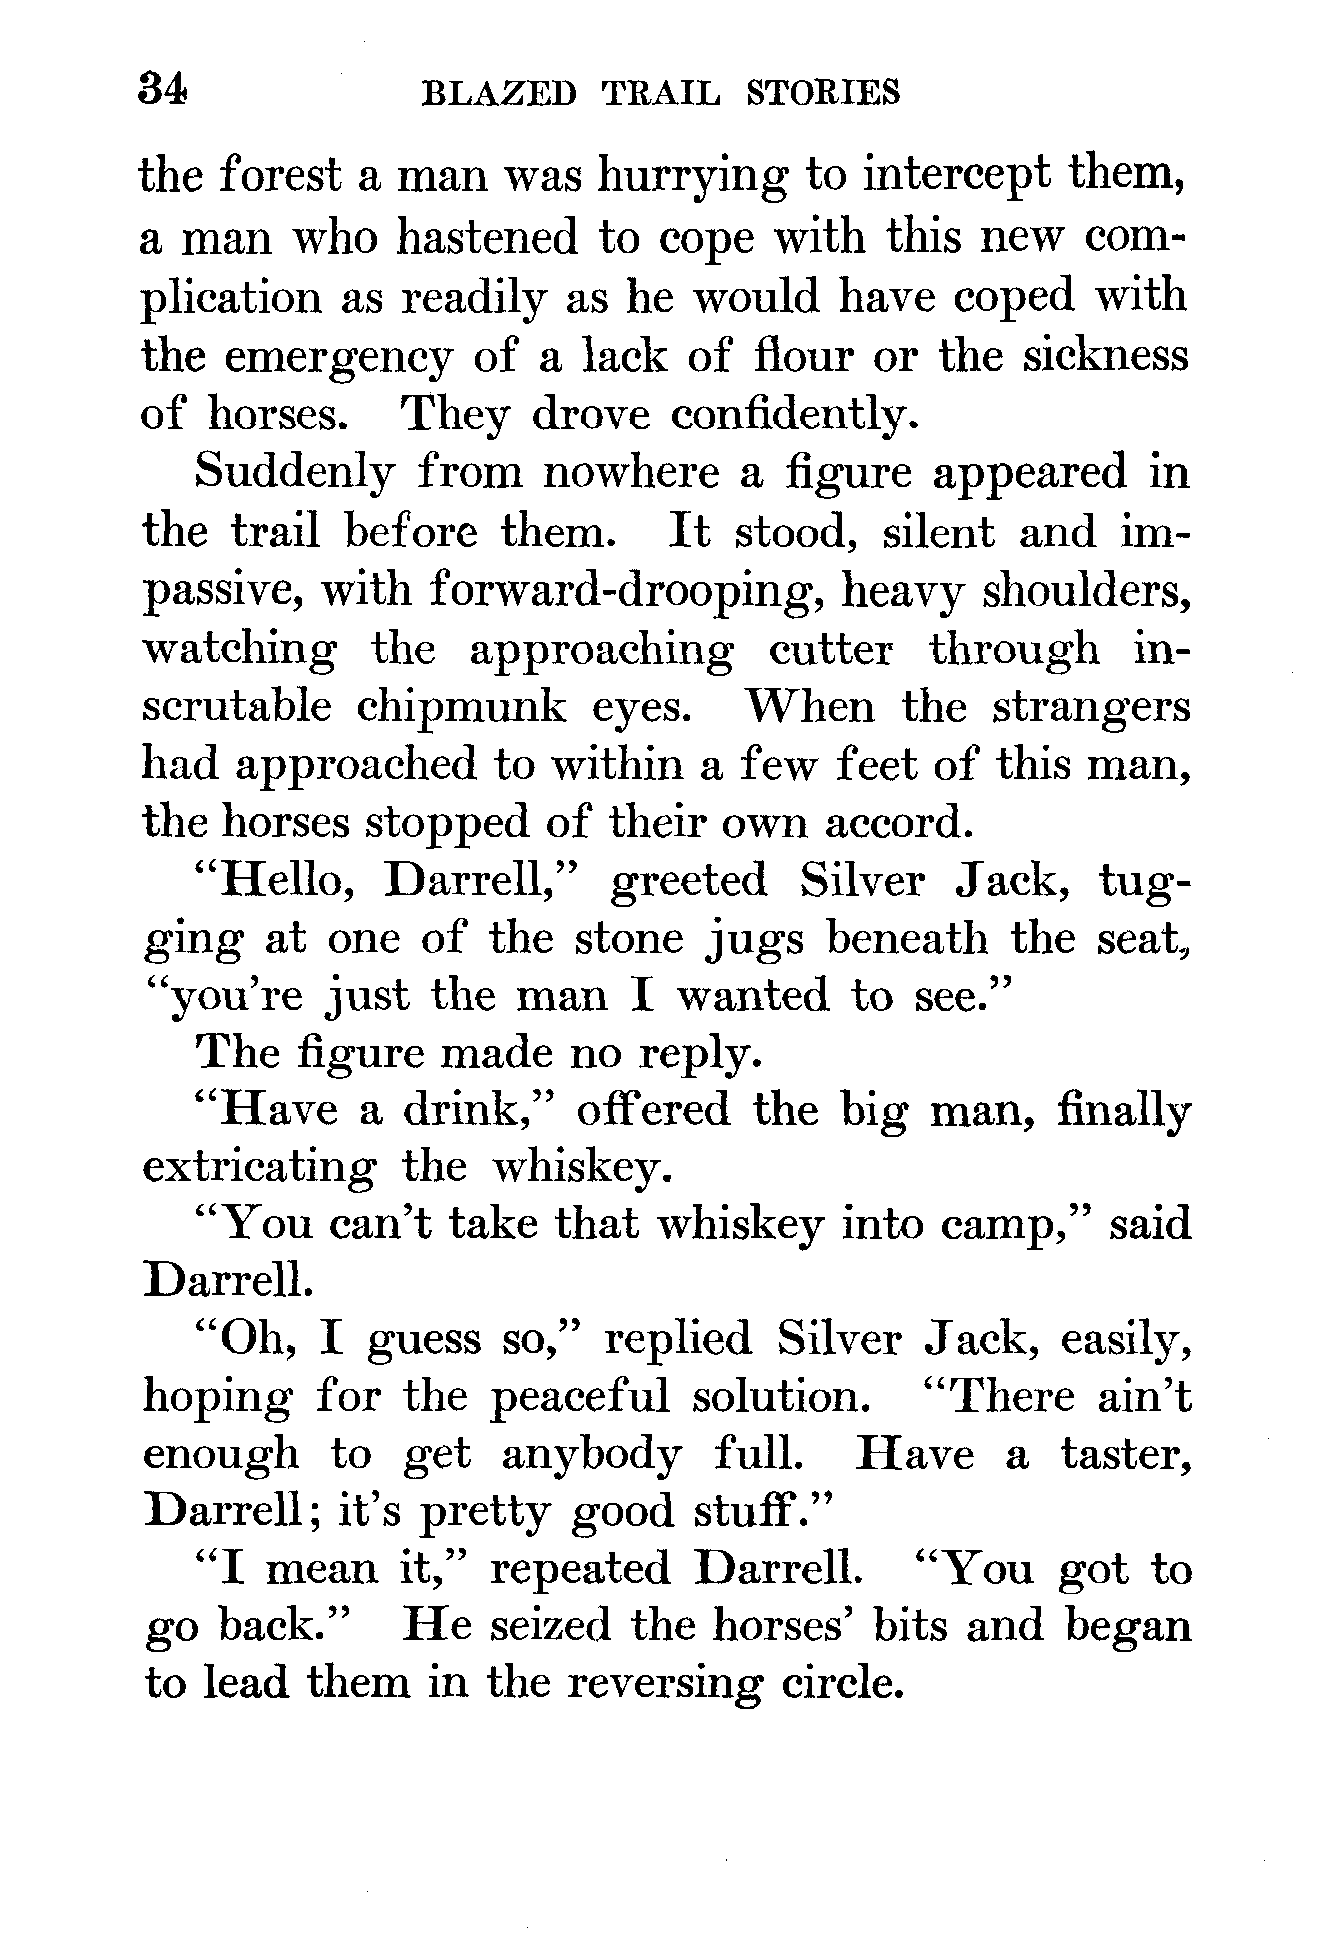 34 BLAZED TRAIL STORIES
the forest a man was hurrying to intercept them,
a man who hastened to cope with this new com-
plication as readily as he would have coped with
the emergency of a lack of flour or the sickness
of horses. They drove confidently.
Suddenly from nowhere a figure appeared in
the trail before them. It stood, silent and im-
passive, with forward-drooping, heavy shoulders,
watching the approaching cutter through in-
scrutable chipmunk eyes. When the strangers
had approached to within a few feet of this man,
the horses stopped of their own accord.
“Hello, Darrell,” greeted Silver Jack, tug-
ging at one of the stone jugs beneath the seat,
“you’re just the man I wanted to see.”
The figure made no reply.
“Have a drink,” offered the big man, finally
extricating the whiskey.
“You can’t take that whiskey into camp,” said
Darrell.
“Oh, I guess so,” replied Silver Jack, easily,
hoping for the peaceful solution. “There ain’t
enough to get anybody full. Have a taster,
Darrell; it’s pretty good stuff.”
“I mean it,” repeated Darrell. “You got to
go back.” He seized the horses’ bits and began
to lead them in the reversing circle.